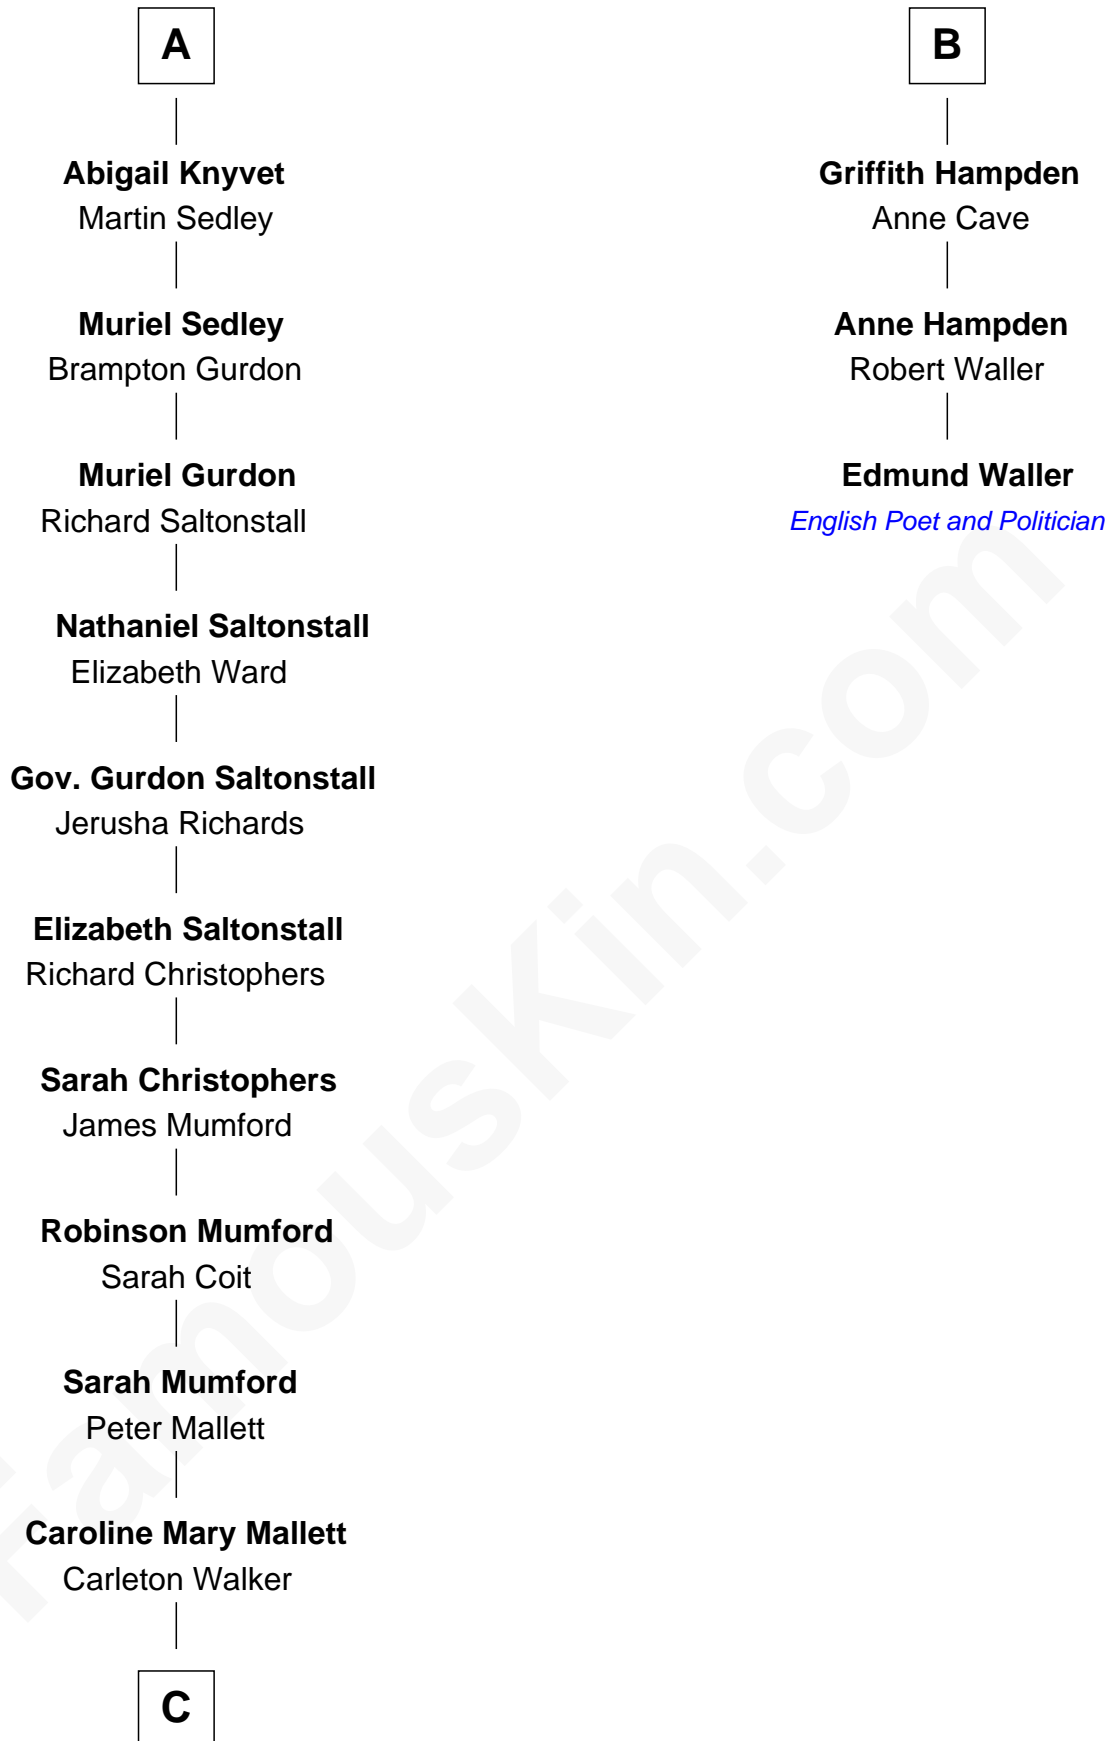 A
Abigail Knyvet
Martin Sedley
Muriel Sedley
Brampton Gurdon
Muriel Gurdon
Richard Saltonstall
Nathaniel Saltonstall
Elizabeth Ward
Gov. Gurdon Saltonstall
Jerusha Richards
Elizabeth Saltonstall
Richard Christophers
Sarah Christophers
James Mumford
Robinson Mumford
Sarah Coit
Sarah Mumford
Peter Mallett
Caroline Mary Mallett
Carleton Walker
C
B
Griffith Hampden
Anne Cave
Anne Hampden
Robert Waller
Edmund Waller
English Poet and Politician
FamousKin.com